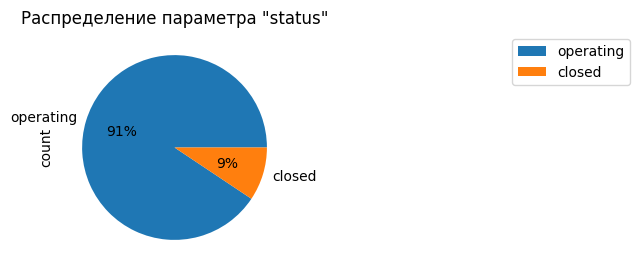 Распределение параметра "status"
operating
closed
operating
91%
count
9%
closed